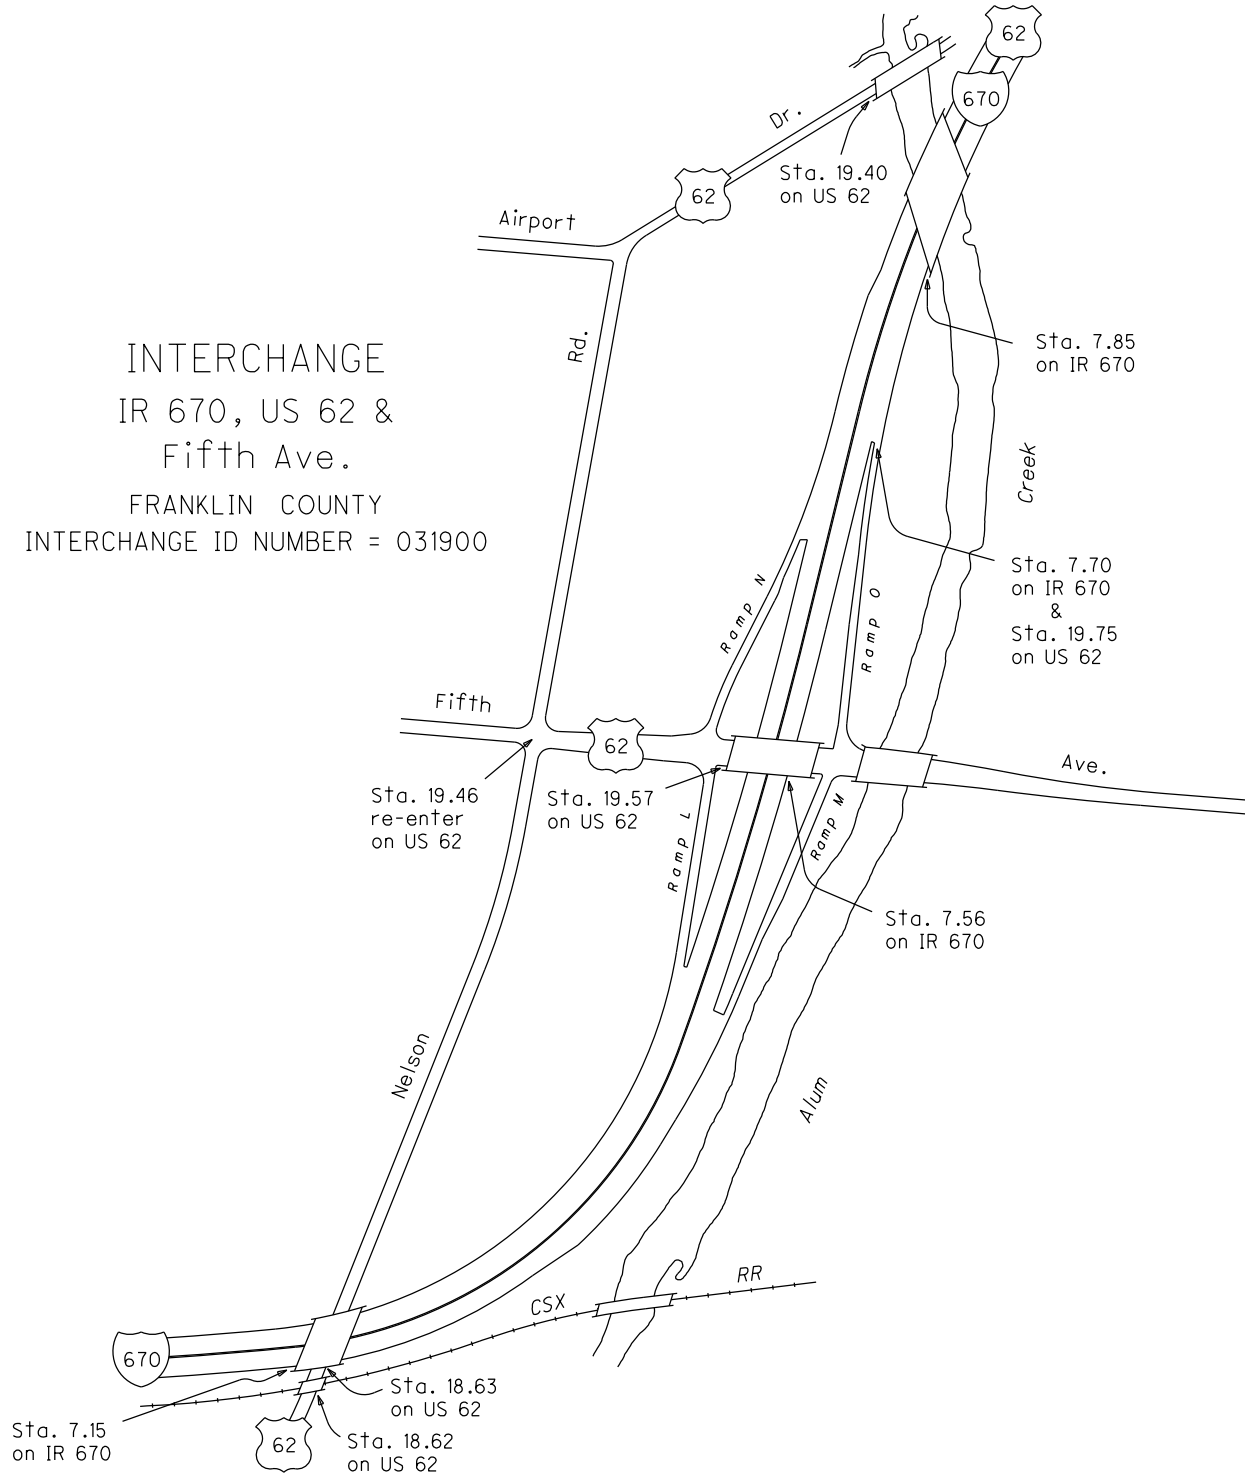 62
670
Dr.
Sta. 19.40
on US 62
62
Airport
Sta. 7.85
on IR 670
Rd.
INTERCHANGE
IR 670, US 62 &
Fifth Ave.
FRANKLIN COUNTY
INTERCHANGE ID NUMBER = 031900
Creek
Sta. 7.70
on IR 670
&
Sta. 19.75
on US 62
Ramp N
Ramp O
Fifth
62
Ave.
Sta. 19.46
re-enter
on US 62
Sta. 19.57
on US 62
Ramp L
Ramp M
Sta. 7.56
on IR 670
Nelson
Alum
CSX
RR
670
Sta. 18.63
on US 62
Sta. 7.15
on IR 670
62
Sta. 18.62
on US 62